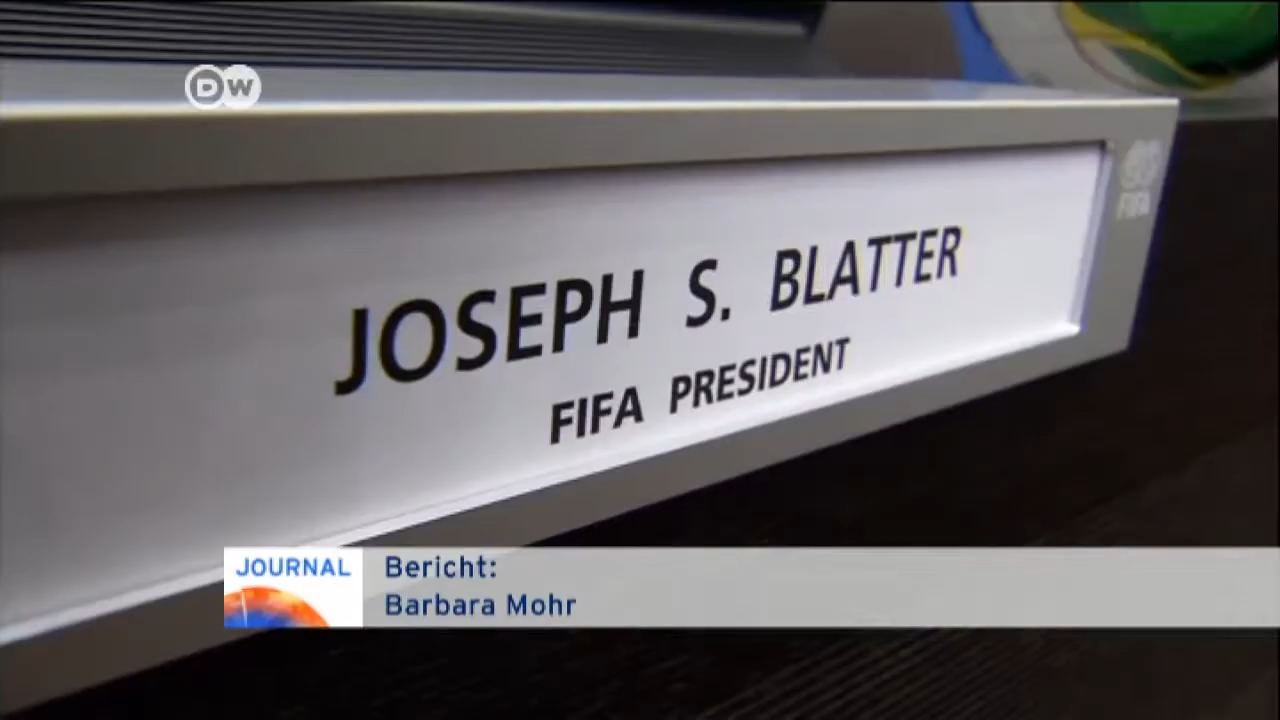 DW
FIFA
JOSEPH S. BLATTER
FIFA PRESIDENT
JOURNAL
Bericht:
Barbara Mohr